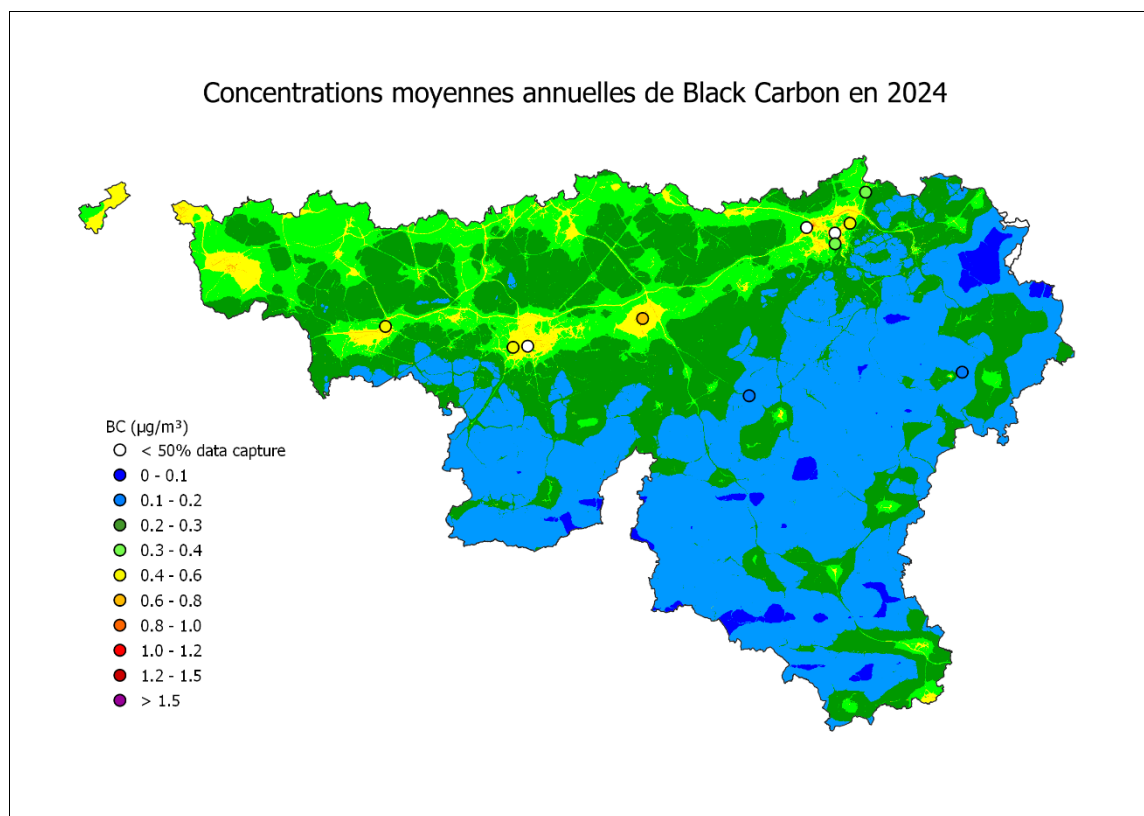 Concentrations moyennes annuelles de Black Carbon en 2024
BC (µg/m³)
< 50% data capture
0 - 0.1
0.1 - 0.2
0.2 - 0.3
0.3 - 0.4
0.4 - 0.6
0.6 - 0.8
0.8 - 1.0
1.0 - 1.2
1.2 - 1.5
> 1.5